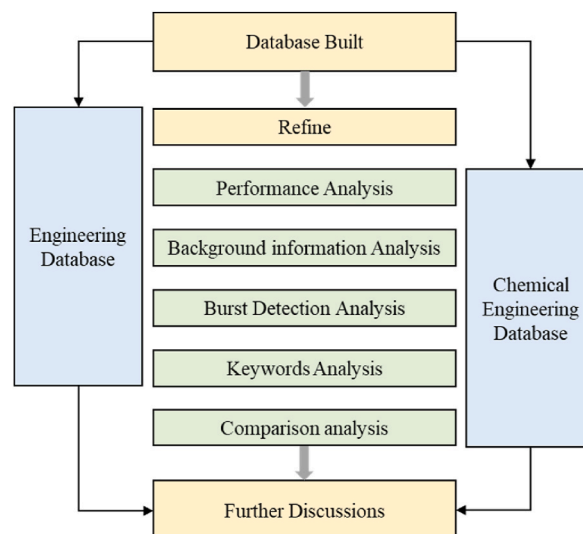 Database Built
Refine
Performance Analysis
Background information Analysis
Burst Detection Analysis
Keywords Analysis
Comparison analysis
Further Discussions
Engineering
Database
Chemical
Engineering
Database